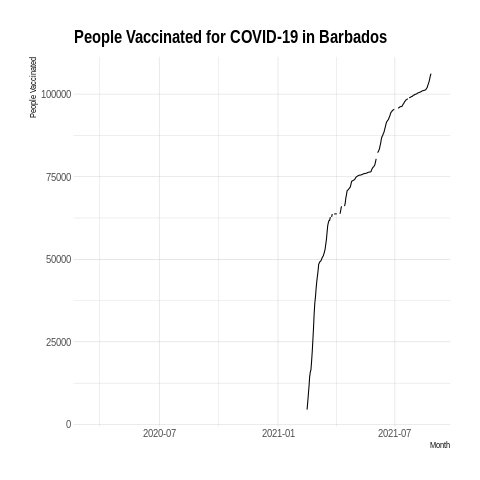 People Vaccinated for COVID-19 in Barbados
People Vaccinated
100000
75000
50000
25000
0
2020-07
2021-01
2021-07
Month